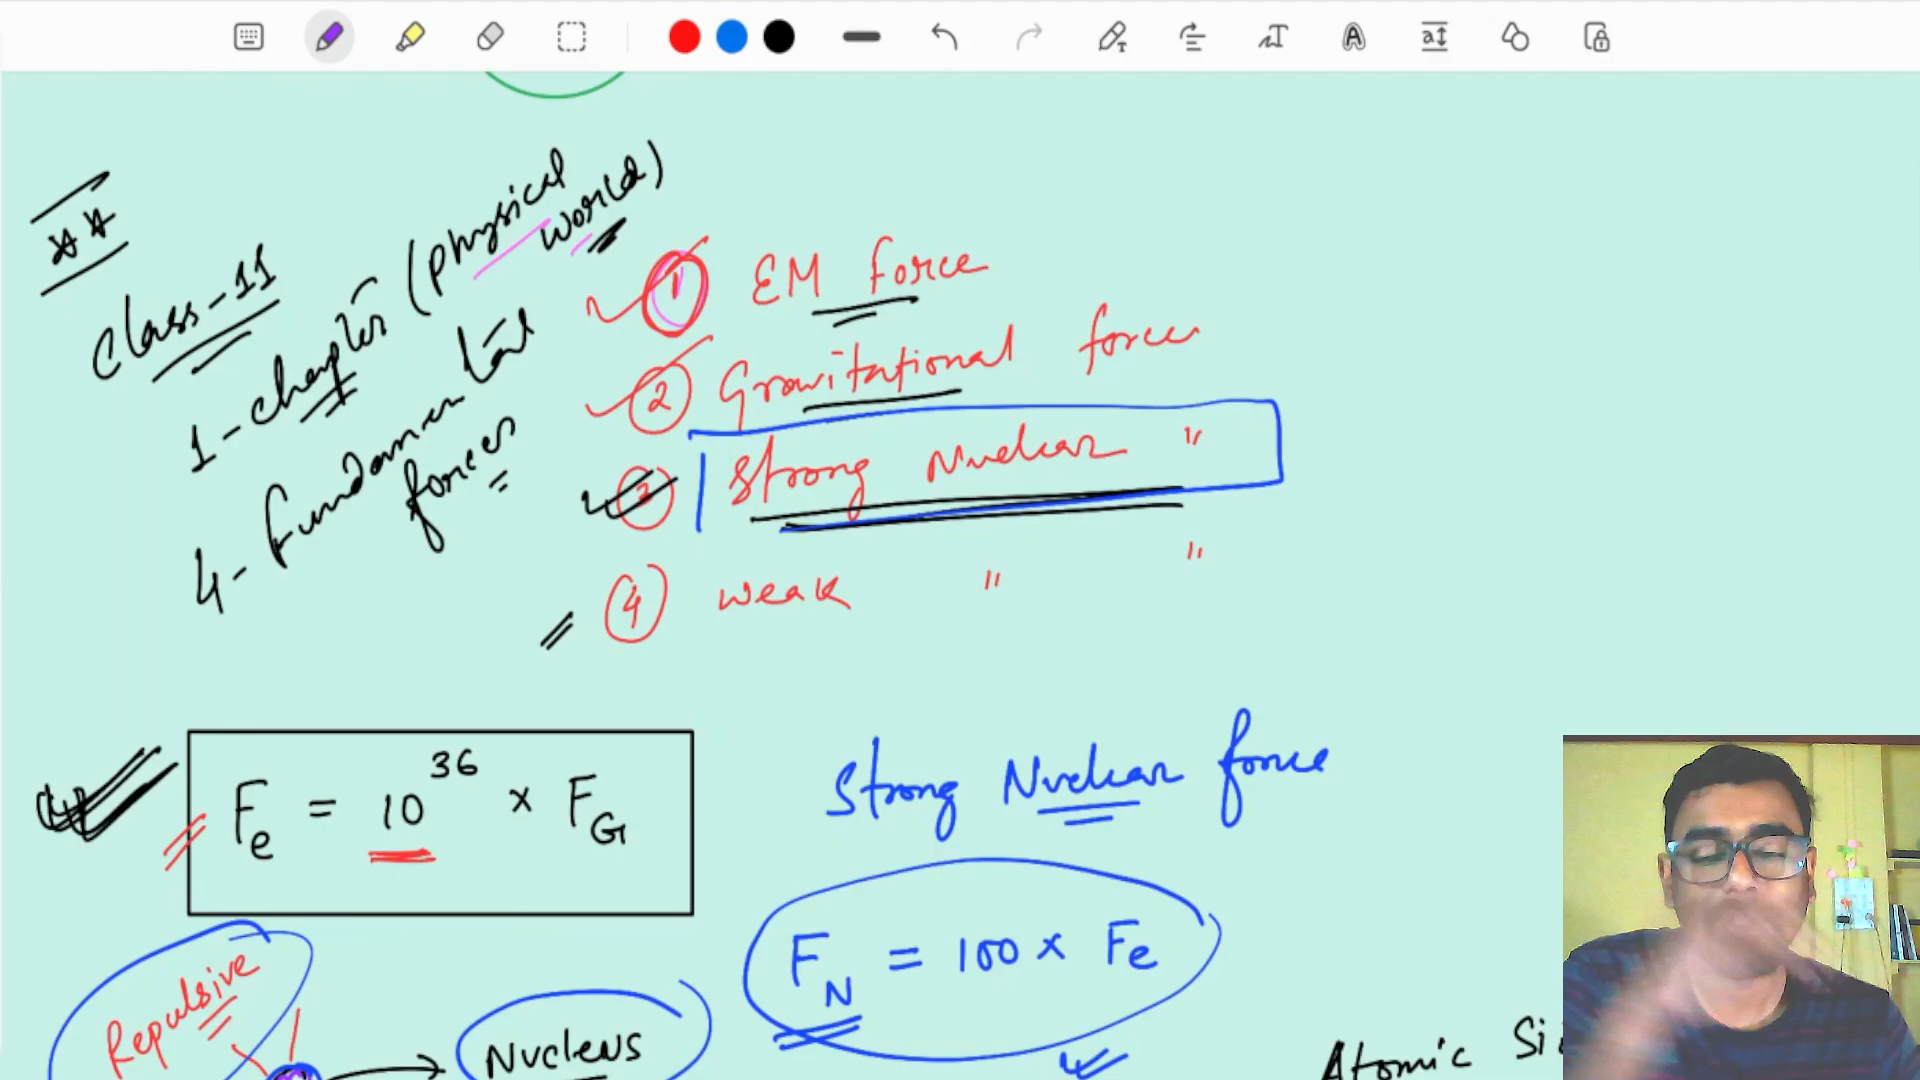 Class-11
1-chapter (physical world)
4- Fundamental forces
1 EM force
2 Gravitational force
3 Strong Nuclear "
4 weak " "
Fe = 10^36 × FG
Strong Nuclear force
FN = 100 × Fe
Repulsive
Nucleus
Atomic